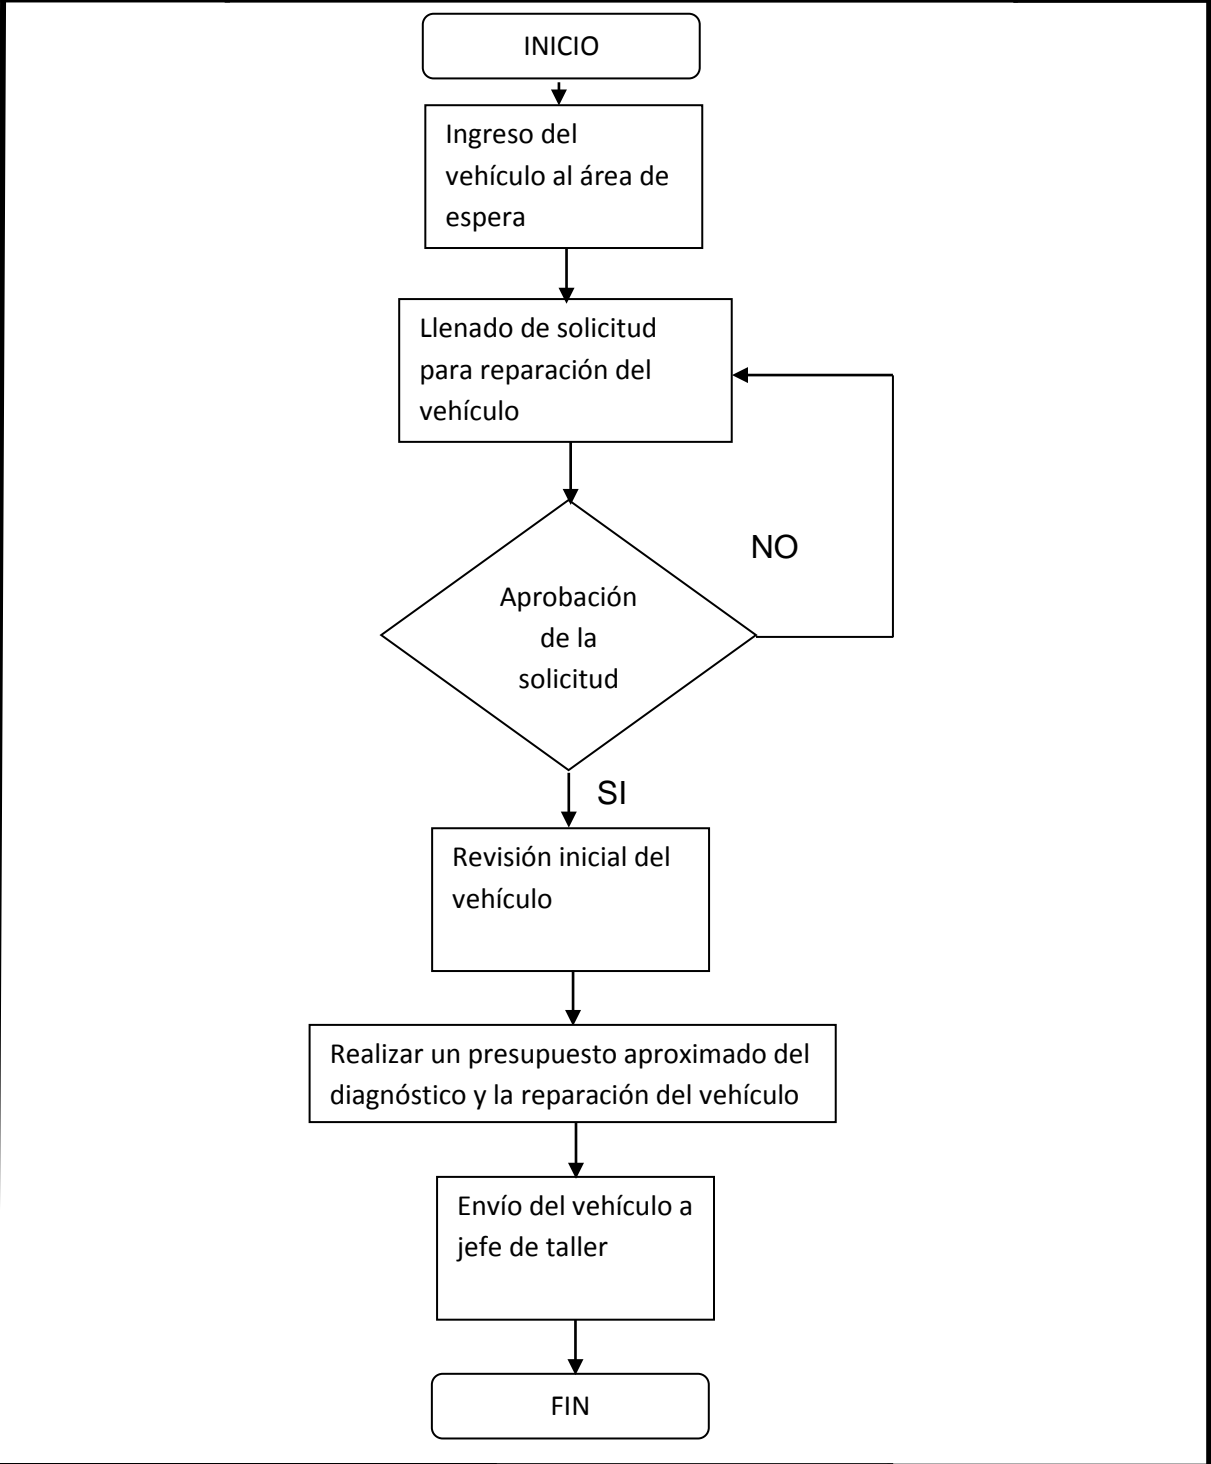 INICIO
Ingreso del
vehículo al área de
espera
Llenado de solicitud
para reparación del
vehículo
NO
Aprobación
de la
solicitud
SI
Revisión inicial del
vehículo
Realizar un presupuesto aproximado del
diagnóstico y la reparación del vehículo
Envío del vehículo a
jefe de taller
FIN